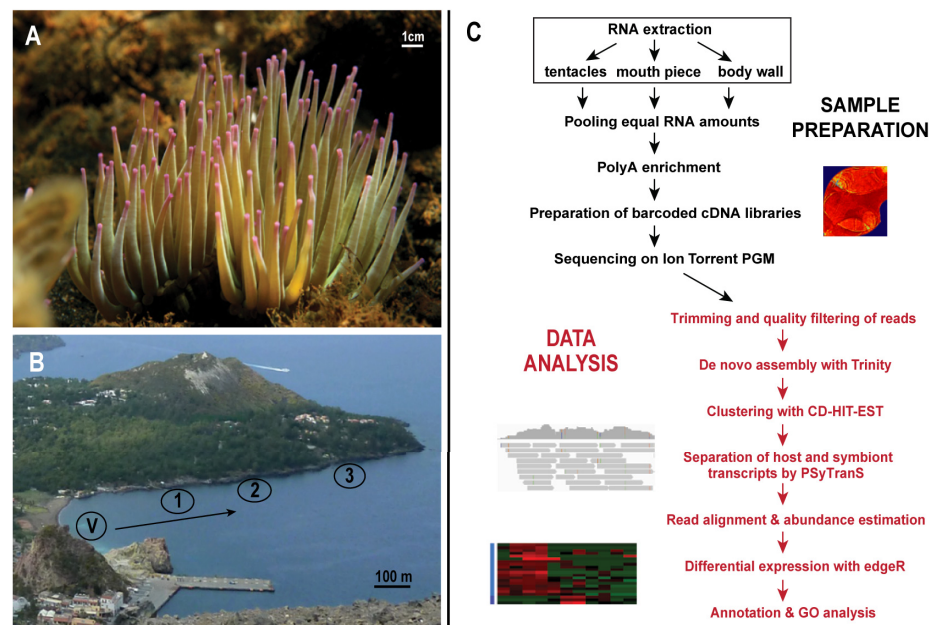 A
1cm
B
V
1
2
3
100 m
C
RNA extraction
tentacles mouth piece body wall
Pooling equal RNA amounts
PolyA enrichment
Preparation of barcoded cDNA libraries
Sequencing on Ion Torrent PGM
SAMPLE
PREPARATION
Trimming and quality filtering of reads
DATA
ANALYSIS
De novo assembly with Trinity
Clustering with CD-HIT-EST
Separation of host and symbiont
transcripts by PSyTranS
Read alignment & abundance estimation
Differential expression with edgeR
Annotation & GO analysis